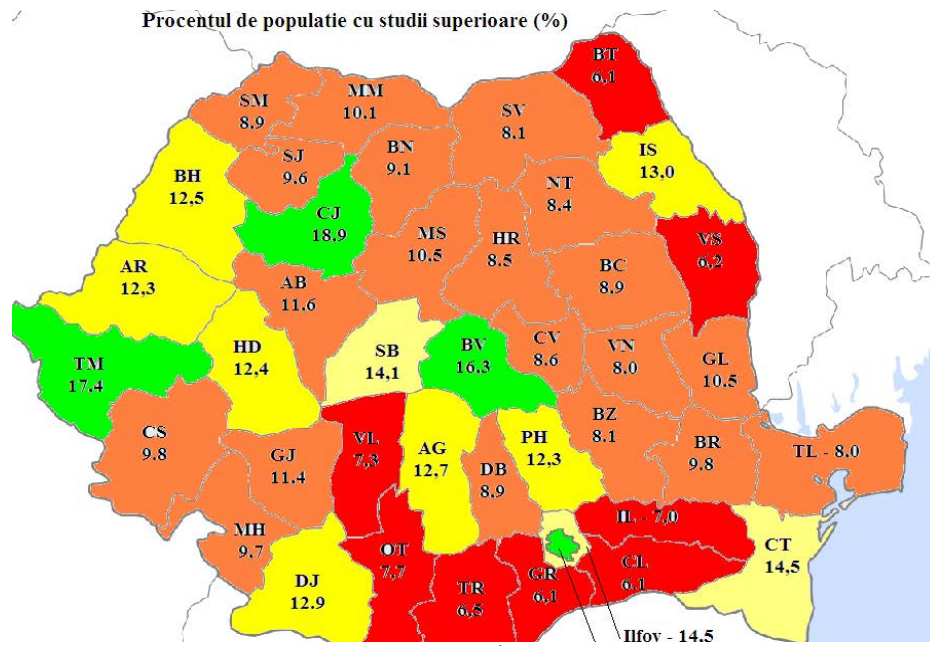 Procentul de populatie cu studii superioare (%)
BT
6,1
SM
8.9
MM
10.1
SV
8.1
IS
13,0
SJ
9.6
BN
9.1
BH
12,5
NT
8.4
CJ
18.9
MS
10.5
HR
8.5
VS
6,2
AR
12,3
AB
11.6
BC
8.9
TM
17.4
HD
12,4
SB
14,1
BV
16.3
CV
8.6
VN
8.0
GL
10.5
CS
9.8
GJ
11.4
VL
7,3
AG
12,7
DB
8.9
PH
12,3
BZ
8.1
BR
9.8
TL - 8.0
MH
9.7
OT
7,7
IL - 7,0
CT
14,5
DJ
12.9
TR
6,5
GR
6,1
CL
6.1
Ilfov - 14.5